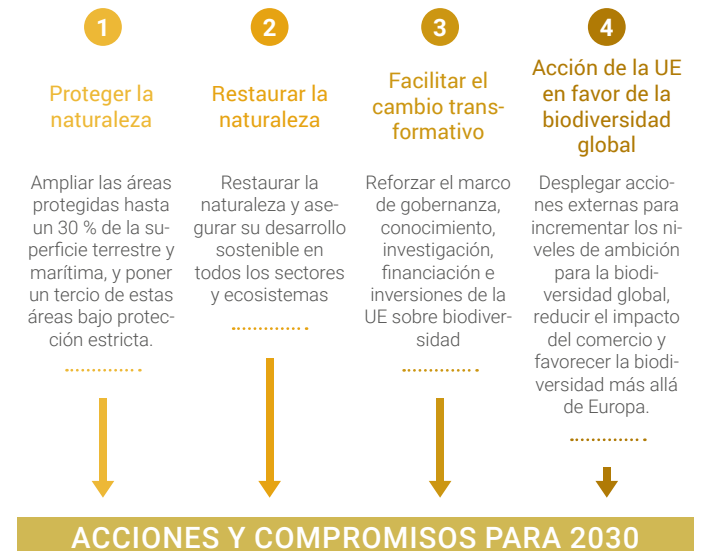 1
Proteger la
naturaleza
Ampliar las áreas
protegidas hasta
un 30 % de la su-
perficie terrestre y
marítima, y poner
un tercio de estas
áreas bajo protec-
ción estricta.
2
Restaurar la
naturaleza
Restaurar la
naturaleza y ase-
gurar su desarrollo
sostenible en
todos los sectores
y ecosistemas
3
Facilitar el
cambio trans-
formativo
Reforzar el marco
de gobernanza,
conocimiento,
investigación,
financiación e
inversiones de la
UE sobre biodiver-
sidad
4
Acción de la UE
en favor de la
biodiversidad
global
Desplegar accio-
nes externas para
incrementar los ni-
veles de ambición
para la biodi-
versidad global,
reducir el impacto
del comercio y
favorecer la biodi-
versidad más allá
de Europa.
ACCIONES Y COMPROMISOS PARA 2030